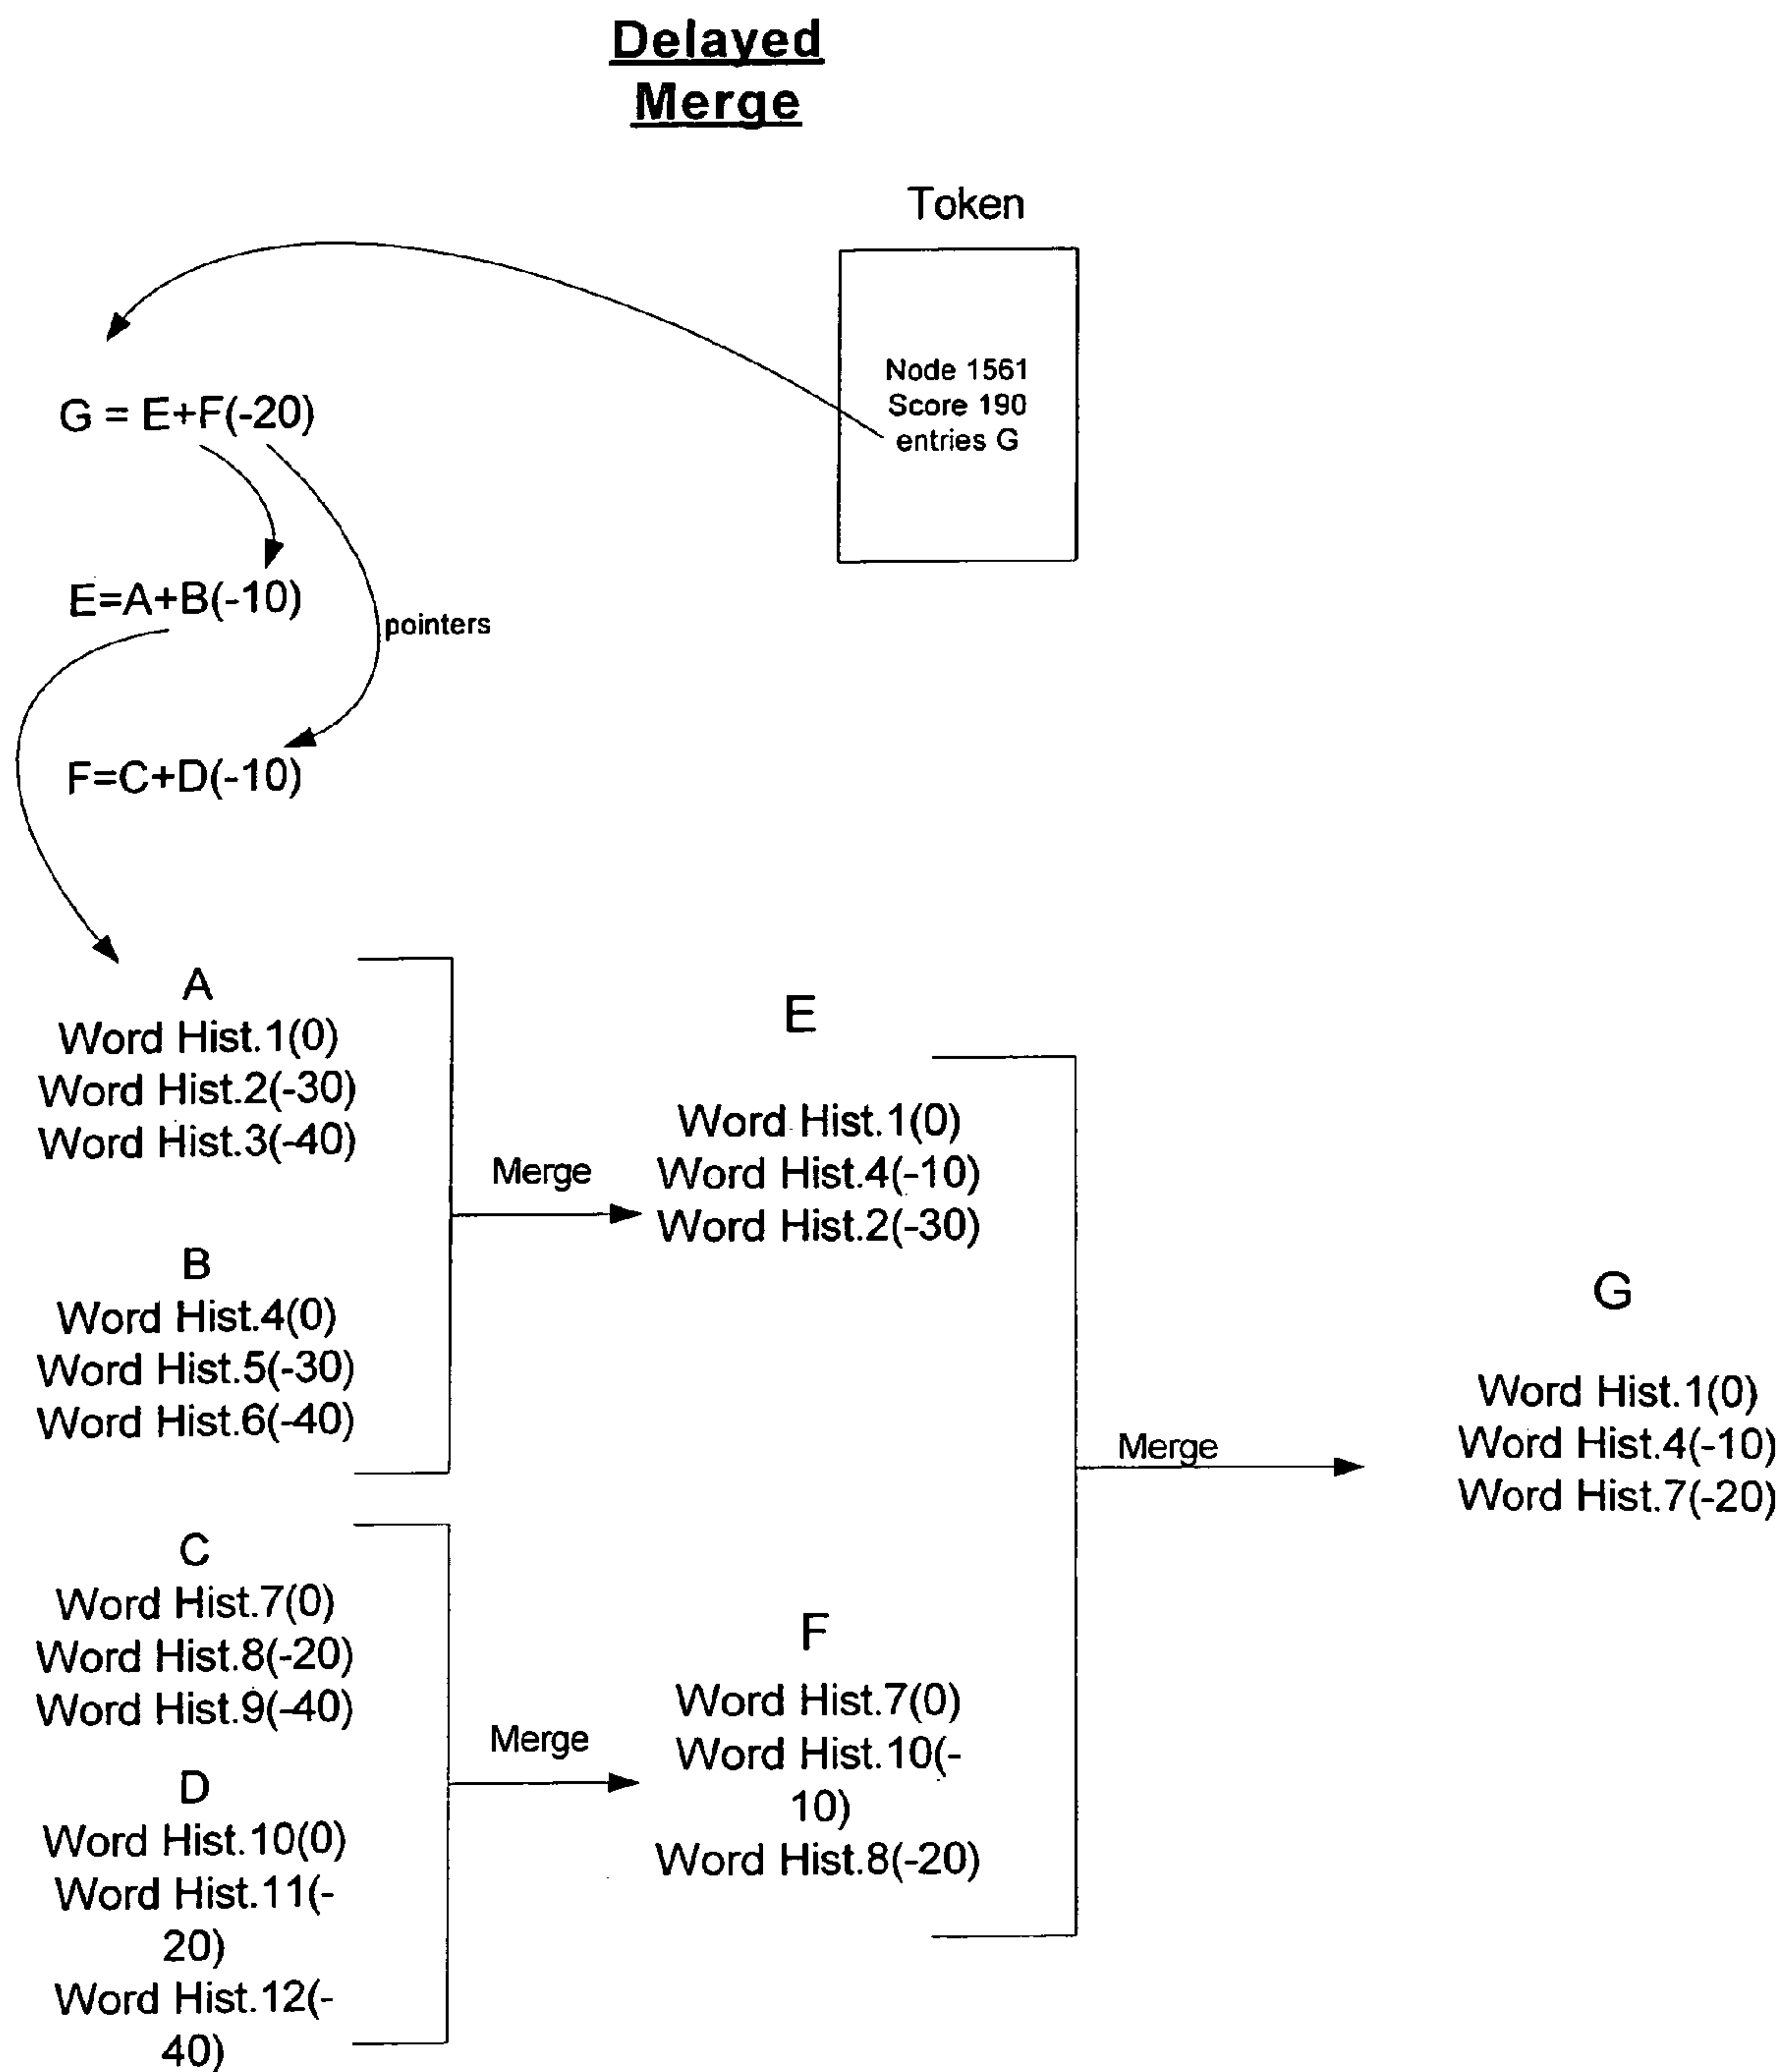 Delayed
Merge
Token
Node 1561
Score 190
entries G
G = E+F(-20)
E=A+B(-10)
pointers
F=C+D(-10)
A
Word Hist.1(0)
Word Hist.2(-30)
Word Hist.3(-40)
Merge
E
Word Hist.1(0)
Word Hist.4(-10)
Word Hist.2(-30)
B
Word Hist.4(0)
Word Hist.5(-30)
Word Hist.6(-40)
G
Word Hist.1(0)
Word Hist.4(-10)
Word Hist.7(-20)
Merge
C
Word Hist.7(0)
Word Hist.8(-20)
Word Hist.9(-40)
Merge
F
Word Hist.7(0)
Word Hist.10(-
10)
Word Hist.8(-20)
D
Word Hist.10(0)
Word Hist.11(-
20)
Word Hist.12(-
40)